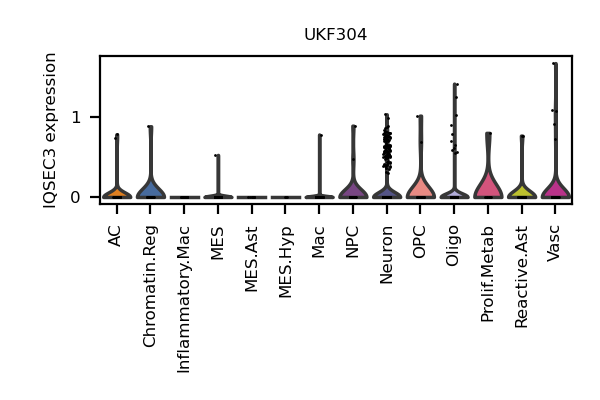 UKF304
IQSEC3 expression
1
0
AC
Chromatin.Reg
Inflammatory.Mac
MES
MES.Ast
MES.Hyp
Mac
NPC
Neuron
OPC
Oligo
Prolif.Metab
Reactive.Ast
Vasc